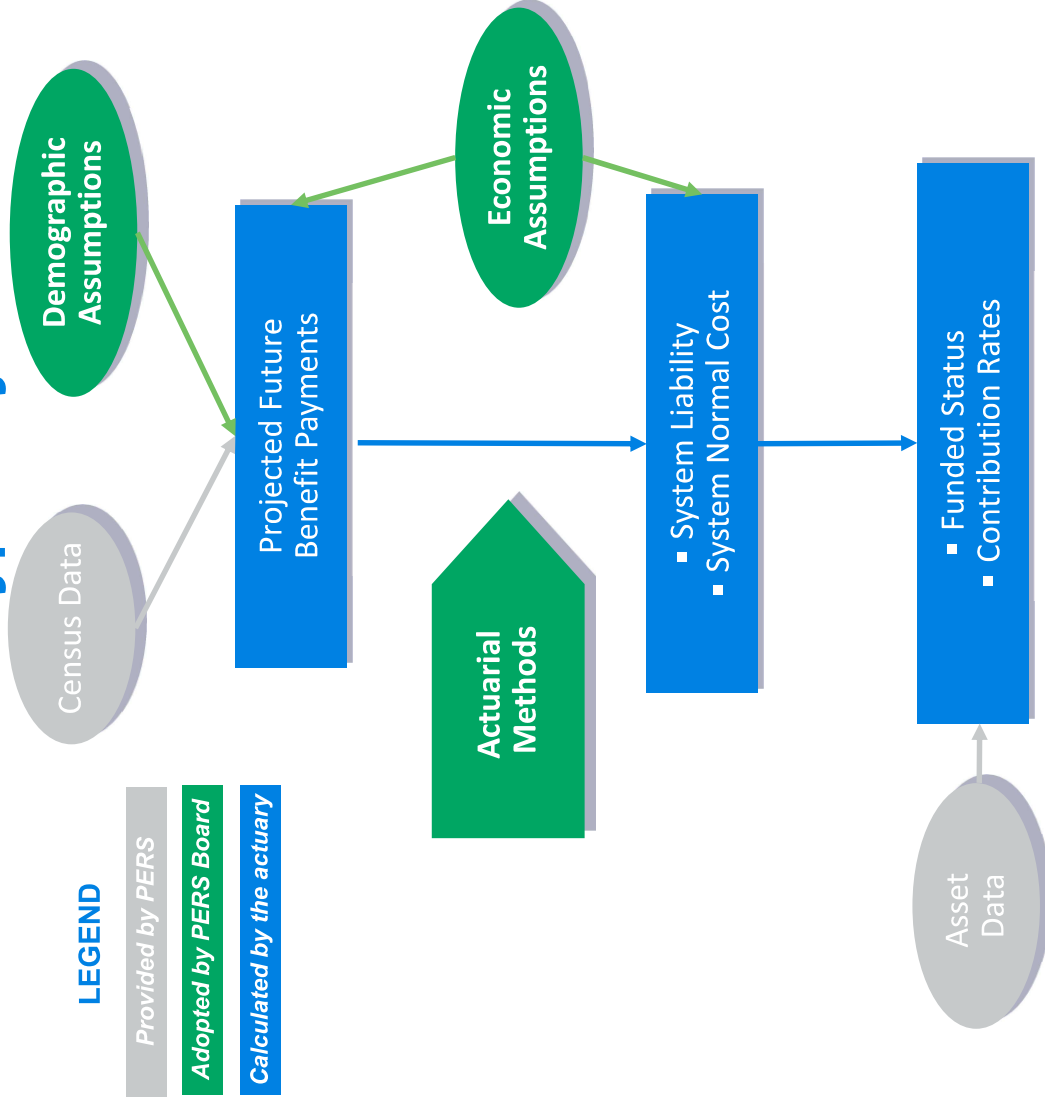 LEGEND
Provided by PERS
Adopted by PERS Board
Calculated by the actuary
Census Data
Demographic
Assumptions
Projected Future
Benefit Payments
Actuarial
Methods
Economic
Assumptions
▪ System Liability
▪ System Normal Cost
Asset
Data
▪ Funded Status
▪ Contribution Rates